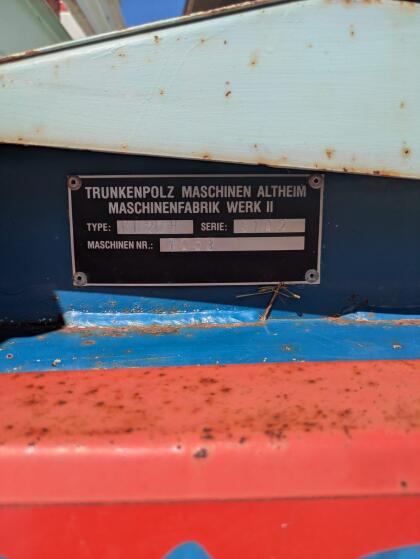 TRUNKENPOLZ MASCHINEN ALTHEIM
MASCHINENFABRIK WERK II
TYPE: SERIE:
MASCHINEN NR.: